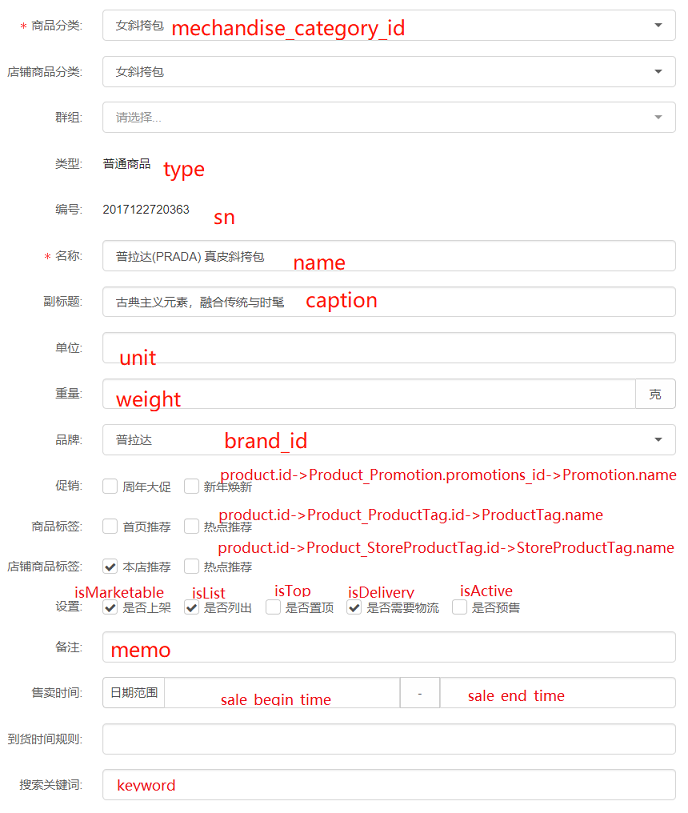 * 商品分类: 女斜挎包 mechandise_category_id
店铺商品分类: 女斜挎包
群组: 请选择...
类型: 普通商品 type
编号: 2017122720363 sn
* 名称: 普拉达(PRADA) 真皮斜挎包 name
副标题: 古典主义元素，融合传统与时髦 caption
单位: unit
重量: weight 克
品牌: 普拉达 brand_id
product.id->Product_Promotion.promotions_id->Promotion.name
促销: 周年大促 新年焕新
product.id->Product_ProductTag.id->ProductTag.name
商品标签: 首页推荐 热点推荐
product.id->Product_StoreProductTag.id->StoreProductTag.name
店铺商品标签: 本店推荐 热点推荐
isMarketable isList isTop isDelivery isActive
设置: 是否上架 是否列出 是否置顶 是否需要物流 是否预售
备注: memo
售卖时间: 日期范围 sale_begin_time - sale_end_time
到货时间规则:
搜索关键词: keyword